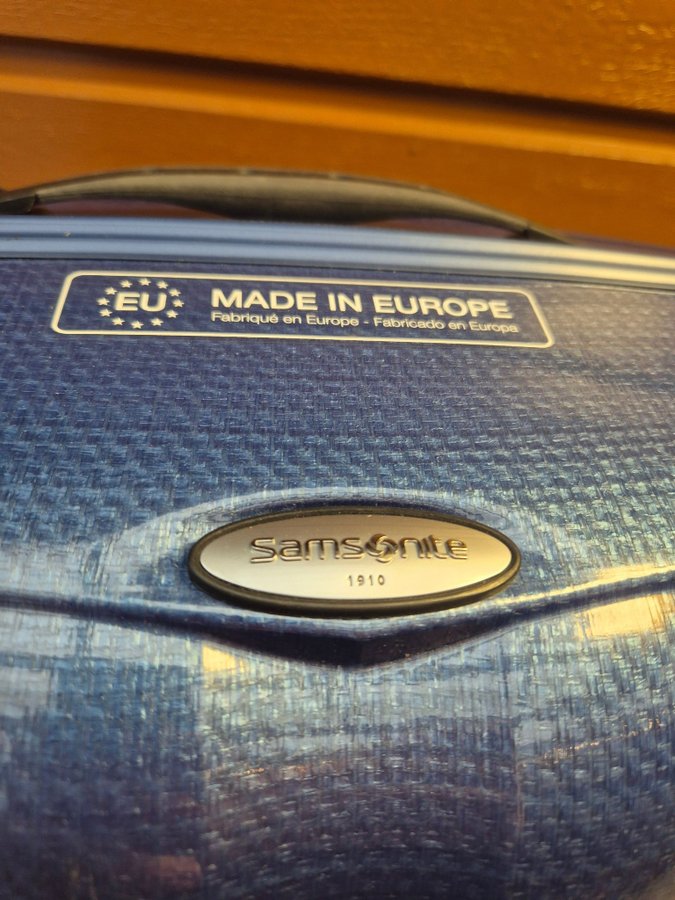 EU
MADE IN EUROPE
Fabriqué en Europe - Fabricado en Europa
Samsonite
1910